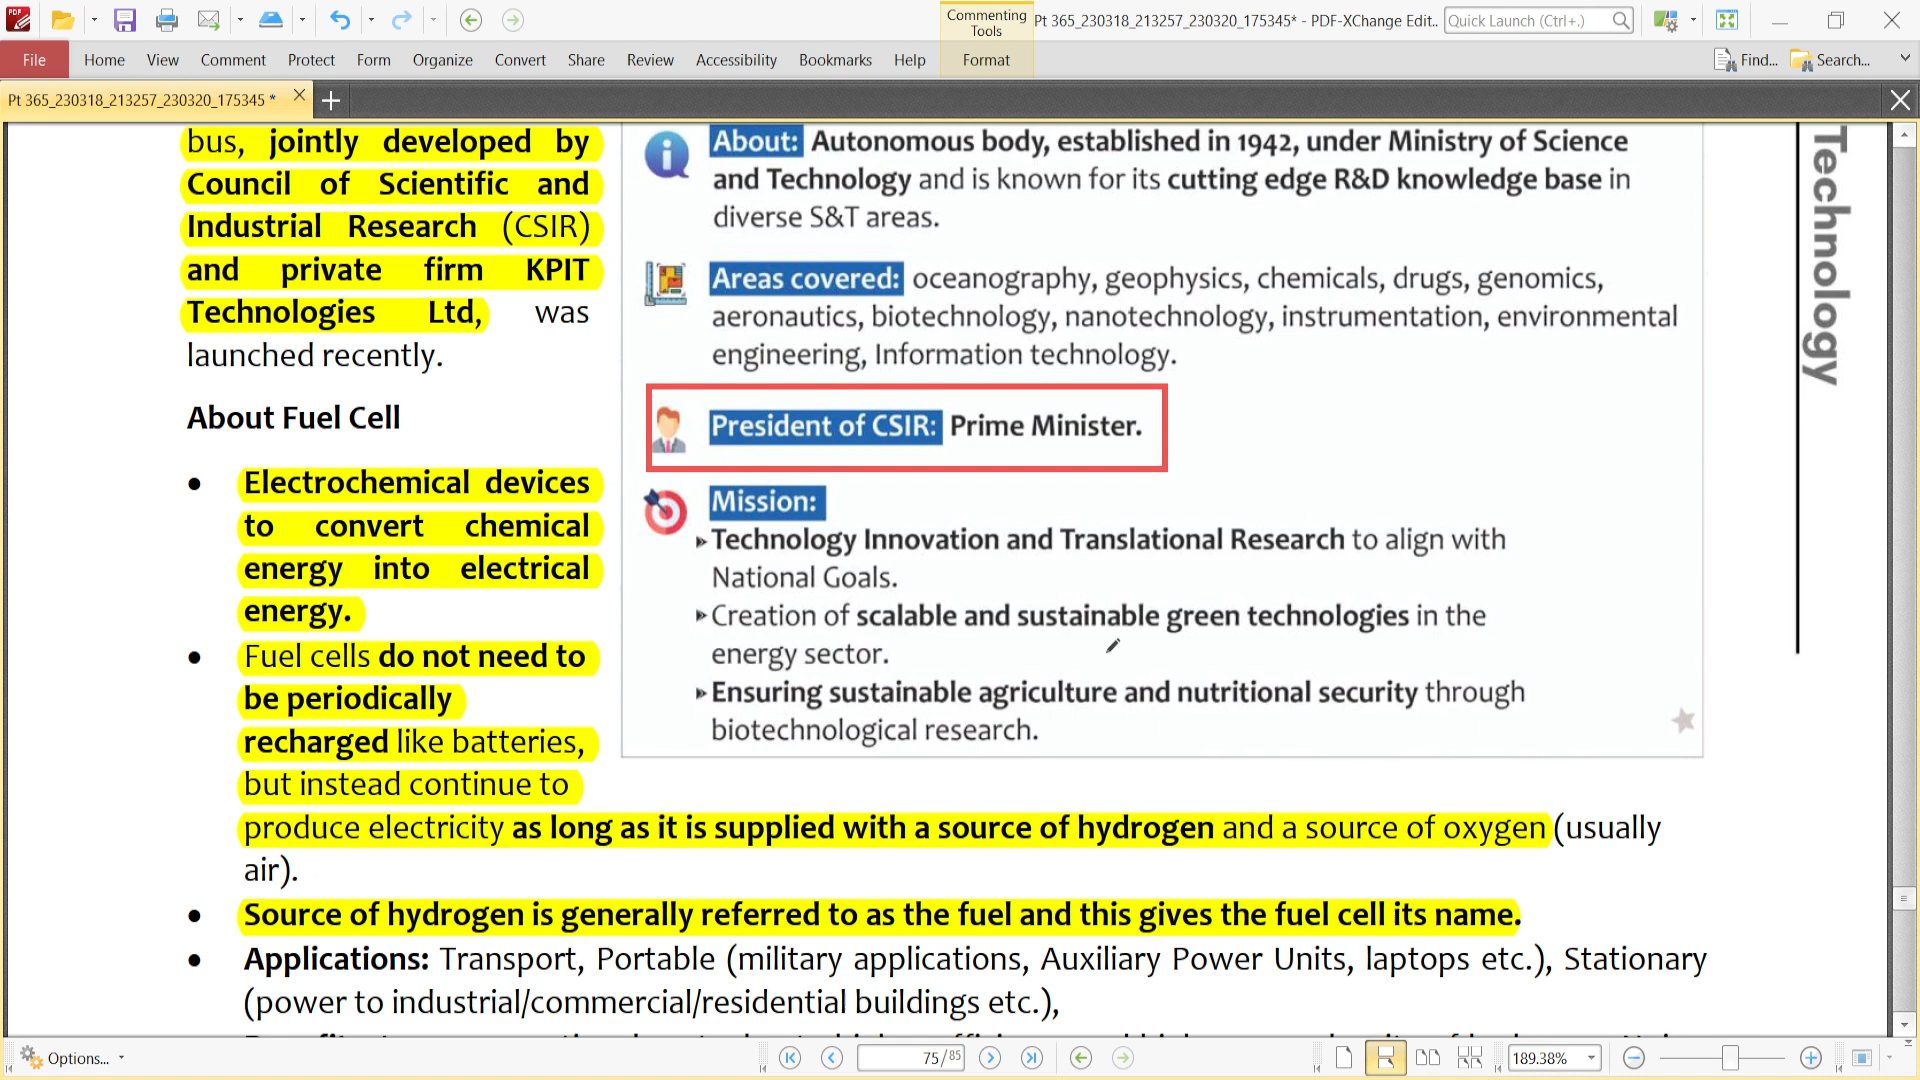 Commenting Tools
Pt 365_230318_213257_230320_175345* - PDF-XChange Edit..
Quick Launch (Ctrl+.)
File
Home
View
Comment
Protect
Form
Organize
Convert
Share
Review
Accessibility
Bookmarks
Help
Format
Find...
Search...
Pt 365_230318_213257_230320_175345 *
bus, jointly developed by
Council of Scientific and
Industrial Research (CSIR)
and private firm KPIT
Technologies Ltd, was
launched recently.
About Fuel Cell
• Electrochemical devices
to convert chemical
energy into electrical
energy.
• Fuel cells do not need to
be periodically
recharged like batteries,
but instead continue to
produce electricity as long as it is supplied with a source of hydrogen and a source of oxygen (usually
air).
• Source of hydrogen is generally referred to as the fuel and this gives the fuel cell its name.
• Applications: Transport, Portable (military applications, Auxiliary Power Units, laptops etc.), Stationary
(power to industrial/commercial/residential buildings etc.),
About: Autonomous body, established in 1942, under Ministry of Science
and Technology and is known for its cutting edge R&D knowledge base in
diverse S&T areas.
Areas covered: oceanography, geophysics, chemicals, drugs, genomics,
aeronautics, biotechnology, nanotechnology, instrumentation, environmental
engineering, Information technology.
President of CSIR: Prime Minister.
Mission:
Technology Innovation and Translational Research to align with
National Goals.
Creation of scalable and sustainable green technologies in the
energy sector.
Ensuring sustainable agriculture and nutritional security through
biotechnological research.
Technology
Options...
75/85
189.38%